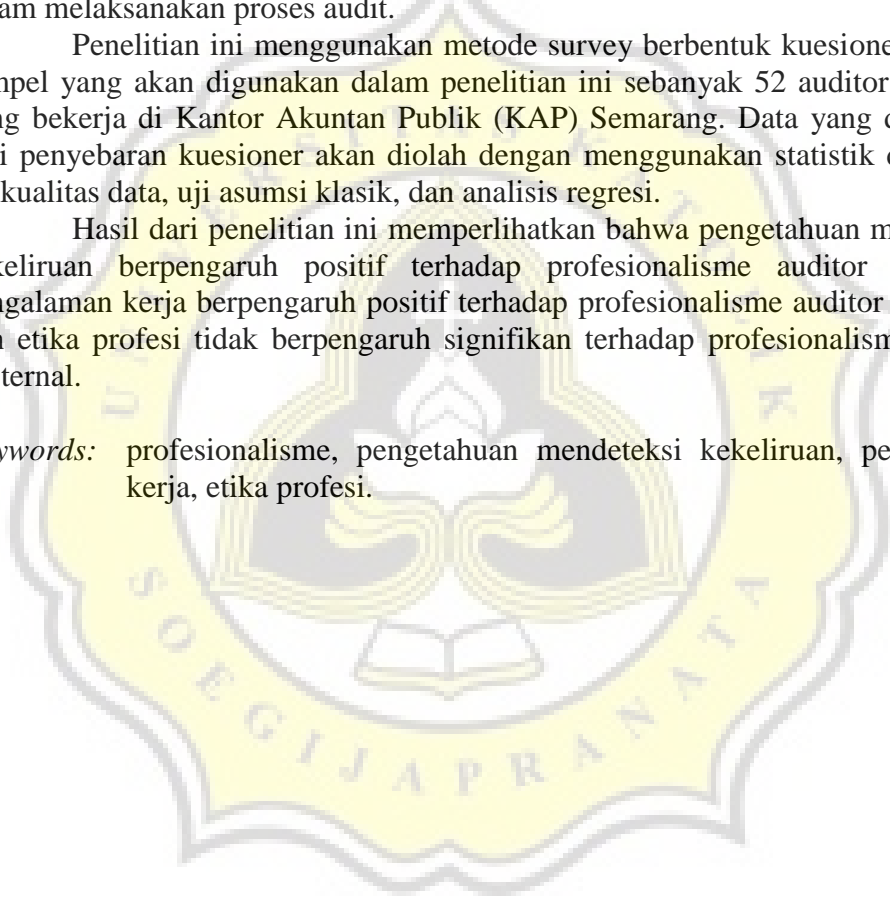 am melaksanakan proses audit.
Penelitian ini menggunakan metode survey berbentuk kuesione
mpel yang akan digunakan dalam penelitian ini sebanyak 52 auditor
ng bekerja di Kantor Akuntan Publik (KAP) Semarang. Data yang
i penyebaran kuesioner akan diolah dengan menggunakan statistik
kualitas data, uji asumsi klasik, dan analisis regresi.
Hasil dari penelitian ini memperlihatkan bahwa pengetahuan m
keliruan berpengaruh positif terhadap profesionalisme auditor
ngalaman kerja berpengaruh positif terhadap profesionalisme auditor
n etika profesi tidak berpengaruh signifikan terhadap profesionalism
ternal.
ywords: profesionalisme, pengetahuan mendeteksi kekeliruan, pe
kerja, etika profesi.
UNIVERSITAS KATOLIK
SOEGIJAPRANATA